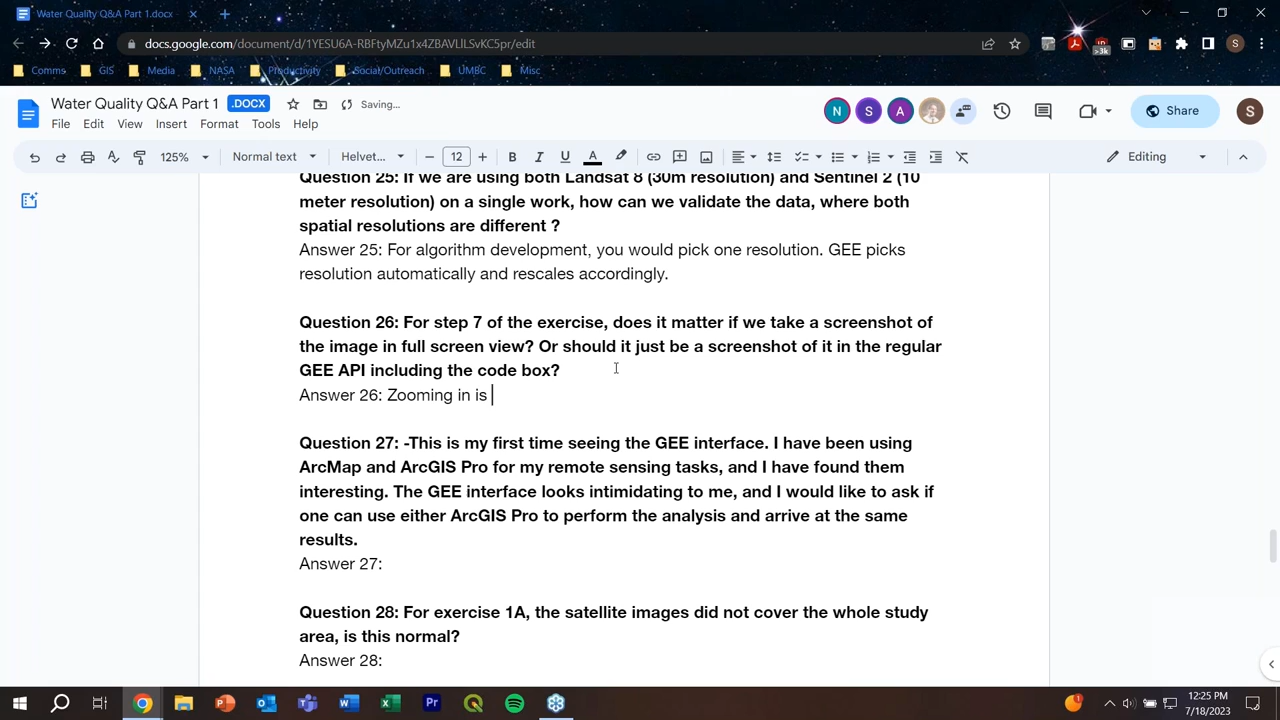 Water Quality Q&A Part 1.docx
docs.google.com/document/d/1YESU6A-RBFtyMZu1x4ZBAVLlLSvKC5pr/edit
>3k
S
Comms
GIS
Media
NASA
Productivity
Social/Outreach
UMBC
Misc
Water Quality Q&A Part 1
.DOCX
Saving...
File Edit View Insert Format Tools Help
N S A
Share
S
125%
Normal text
Helvet...
12
B I U A
Editing
Question 25: If we are using both Landsat 8 (30m resolution) and Sentinel 2 (10
meter resolution) on a single work, how can we validate the data, where both
spatial resolutions are different ?
Answer 25: For algorithm development, you would pick one resolution. GEE picks
resolution automatically and rescales accordingly.
Question 26: For step 7 of the exercise, does it matter if we take a screenshot of
the image in full screen view? Or should it just be a screenshot of it in the regular
GEE API including the code box?
Answer 26: Zooming in is
Question 27: -This is my first time seeing the GEE interface. I have been using
ArcMap and ArcGIS Pro for my remote sensing tasks, and I have found them
interesting. The GEE interface looks intimidating to me, and I would like to ask if
one can use either ArcGIS Pro to perform the analysis and arrive at the same
results.
Answer 27:
Question 28: For exercise 1A, the satellite images did not cover the whole study
area, is this normal?
Answer 28:
12:25 PM
7/18/2023